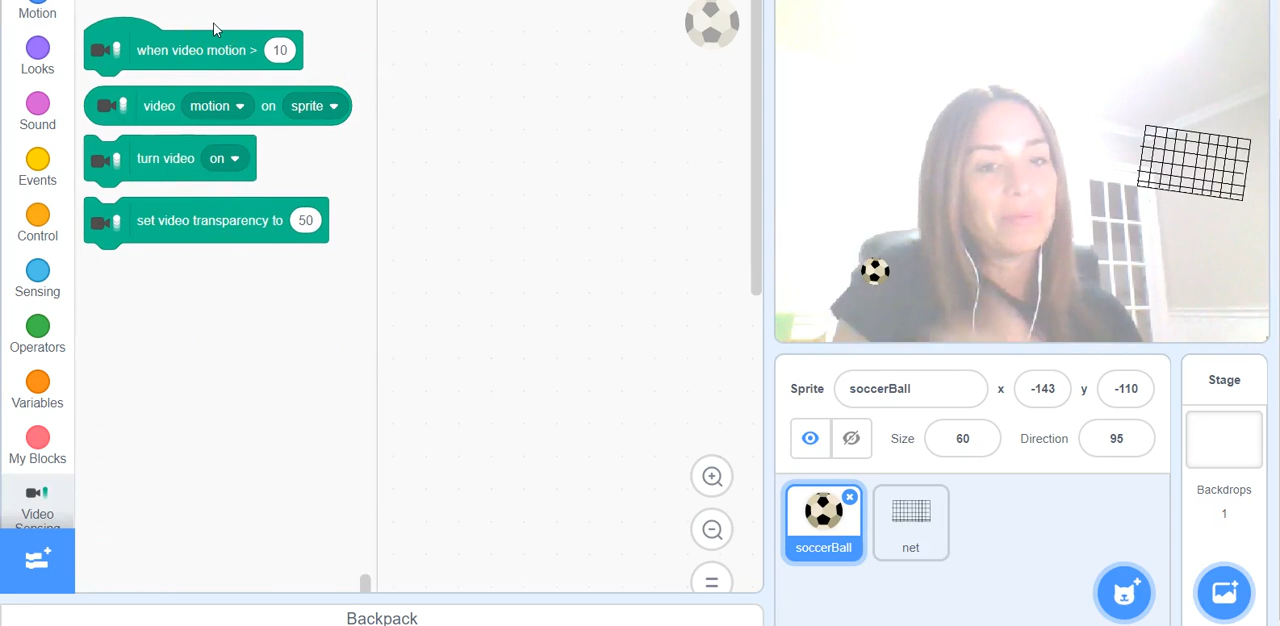 Motion
Looks
Sound
Events
Control
Sensing
Operators
Variables
My Blocks
Video
Sensing
when video motion > 10
video motion on sprite
turn video on
set video transparency to 50
Backpack
Sprite soccerBall x -143 y -110
Size 60 Direction 95
soccerBall
net
Stage
Backdrops
1